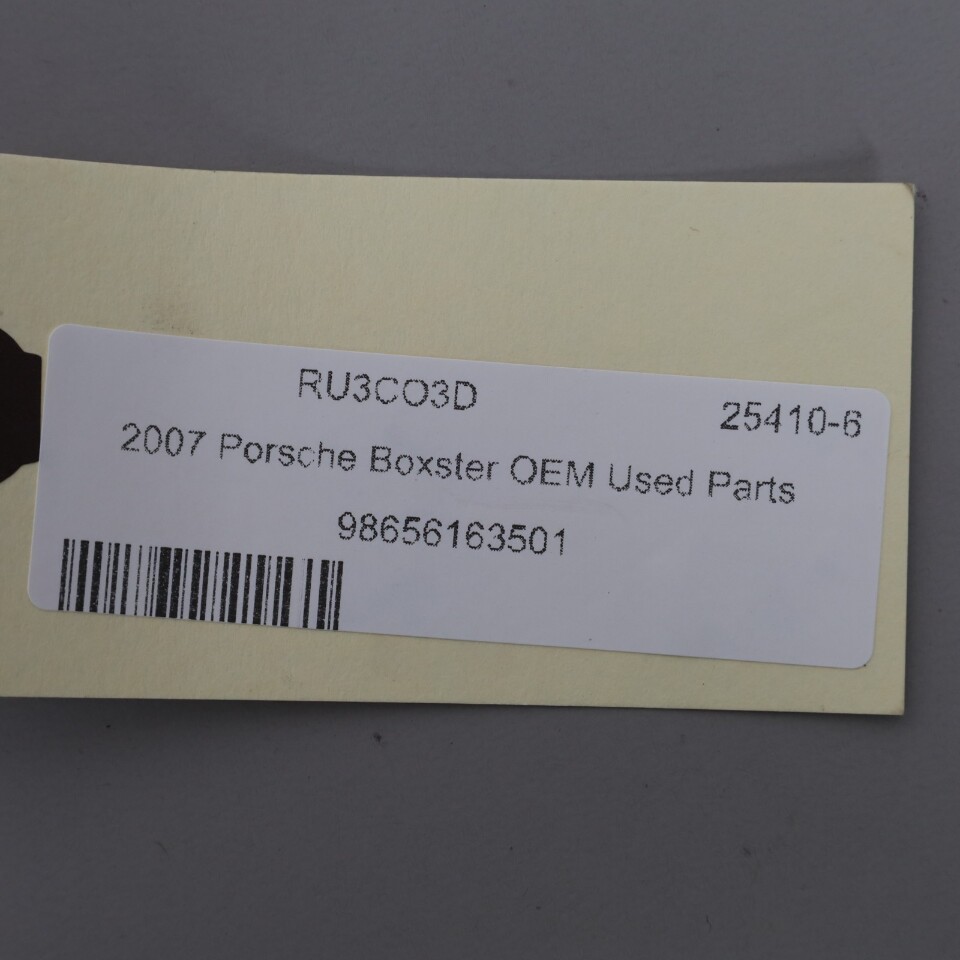 RU3CO3D
25410-6
2007 Porsche Boxster OEM Used Parts
98656163501